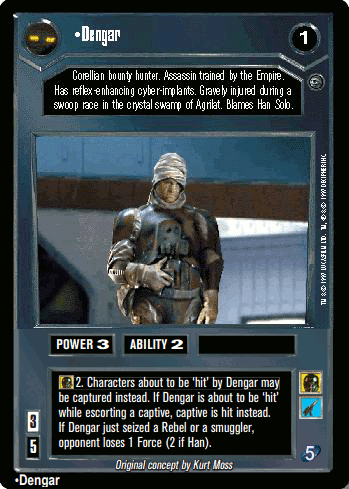 •Dengar
1
Corellian bounty hunter. Assassin trained by the Empire.
Has reflex-enhancing cyber-implants. Gravely injured during a
swoop race in the crystal swamp of Agrilat. Blames Han Solo.
POWER 3
ABILITY 2
2. Characters about to be 'hit' by Dengar may
be captured instead. If Dengar is about to be 'hit'
while escorting a captive, captive is hit instead.
If Dengar just seized a Rebel or a smuggler,
opponent loses 1 Force (2 if Han).
3
5
5
Original concept by Kurt Moss
•Dengar